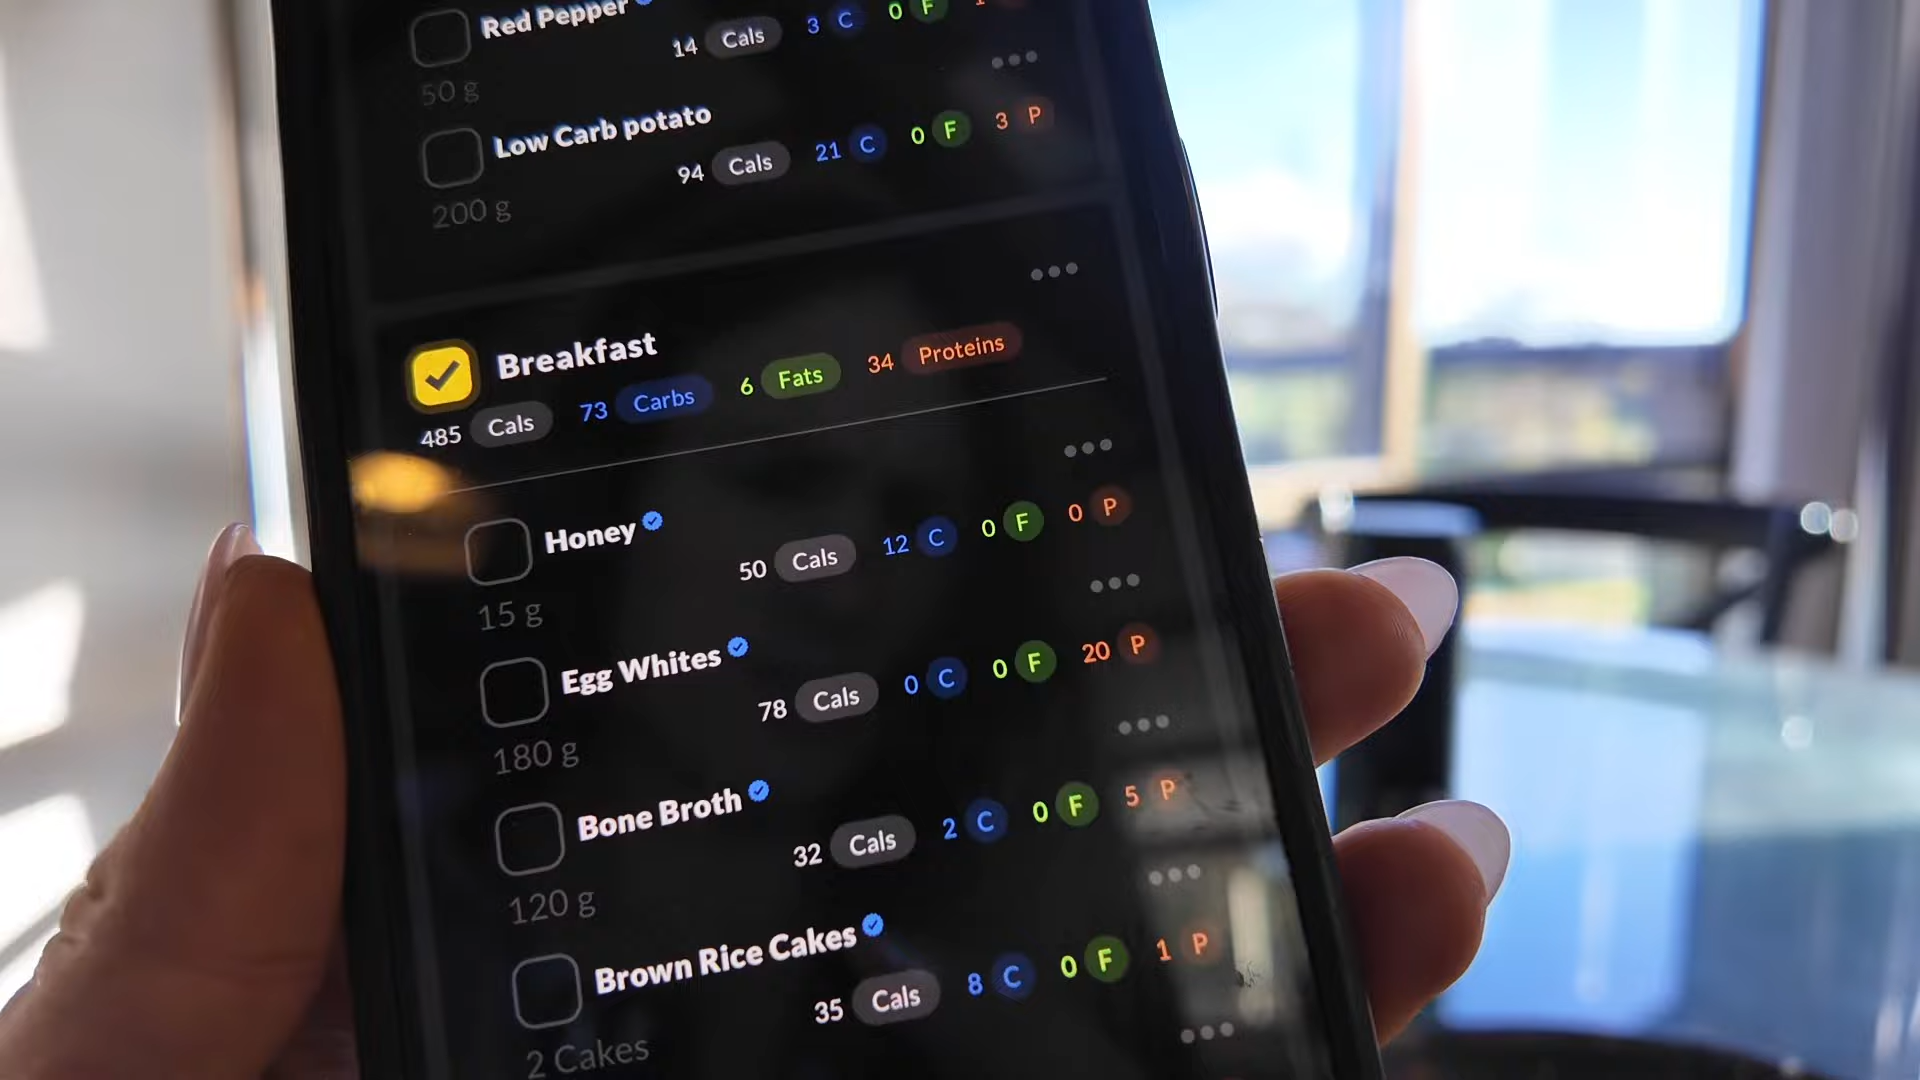 Red Pepper
14 Cals 3 C 0 F
50 g
Low Carb potato
94 Cals 21 C 0 F 3 P
200 g
Breakfast
485 Cals 73 Carbs 6 Fats 34 Proteins
Honey
50 Cals 12 C 0 F 0 P
15 g
Egg Whites
78 Cals 0 C 0 F 20 P
180 g
Bone Broth
32 Cals 2 C 0 F 5 P
120 g
Brown Rice Cakes
35 Cals 8 C 0 F 1 P
2 Cakes